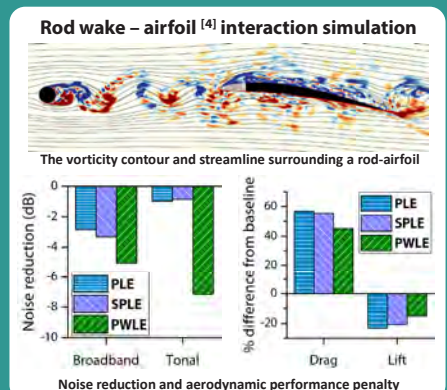 Rod wake – airfoil [4] interaction simulation
The vorticity contour and streamline surrounding a rod-airfoil
Noise reduction (dB)
0
-2
-4
-6
-8
-10
PLE
SPLE
PWLE
Broadband Tonal
% difference from baseline
60
40
20
0
-20
PLE
SPLE
PWLE
Drag Lift
Noise reduction and aerodynamic performance penalty